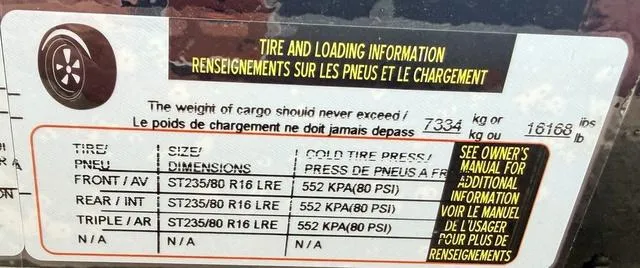 TIRE AND LOADING INFORMATION
RENSEIGNEMENTS SUR LES PNEUS ET LE CHARGEMENT
The weight of cargo should never exceed / kg or lbs
Le poids de chargement ne doit jamais depass 7334 kg ou 16168 lb
TIRE/ SIZE/ COLD TIRE PRESS./
PNEU DIMENSIONS PRESS DE PNEUS A FR
FRONT / AV ST235/80 R16 LRE 552 KPA(80 PSI)
REAR / INT ST235/80 R16 LRE 552 KPA(80 PSI)
TRIPLE / AR ST235/80 R16 LRE 552 KPA(80 PSI)
N / A N / A N / A
SEE OWNER'S
MANUAL FOR
ADDITIONAL
INFORMATION
VOIR LE MANUEL
DE L'USAGER
POUR PLUS DE
RENSEIGNEMENTS